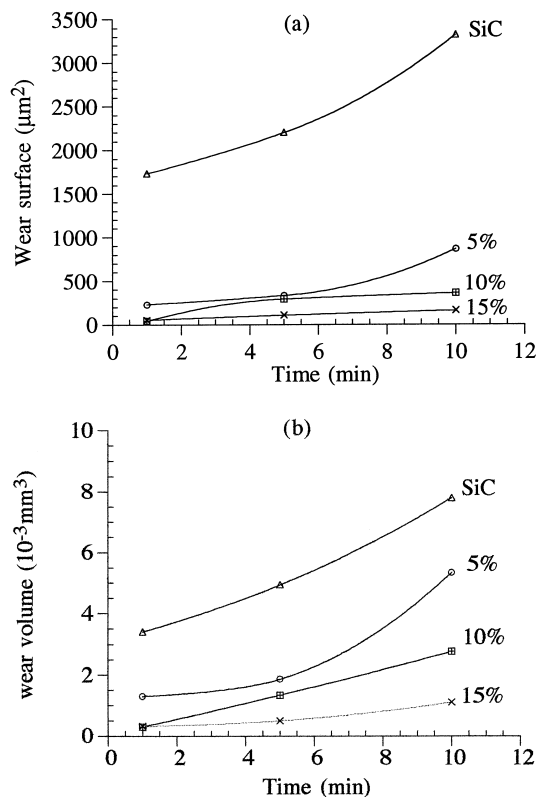 (a)
Wear surface (μm²)
3500
3000
2500
2000
1500
1000
500
0
SiC
5%
10%
15%
0 2 4 6 8 10 12
Time (min)
(b)
wear volume (10⁻³mm³)
10
8
6
4
2
0
SiC
5%
10%
15%
0 2 4 6 8 10 12
Time (min)